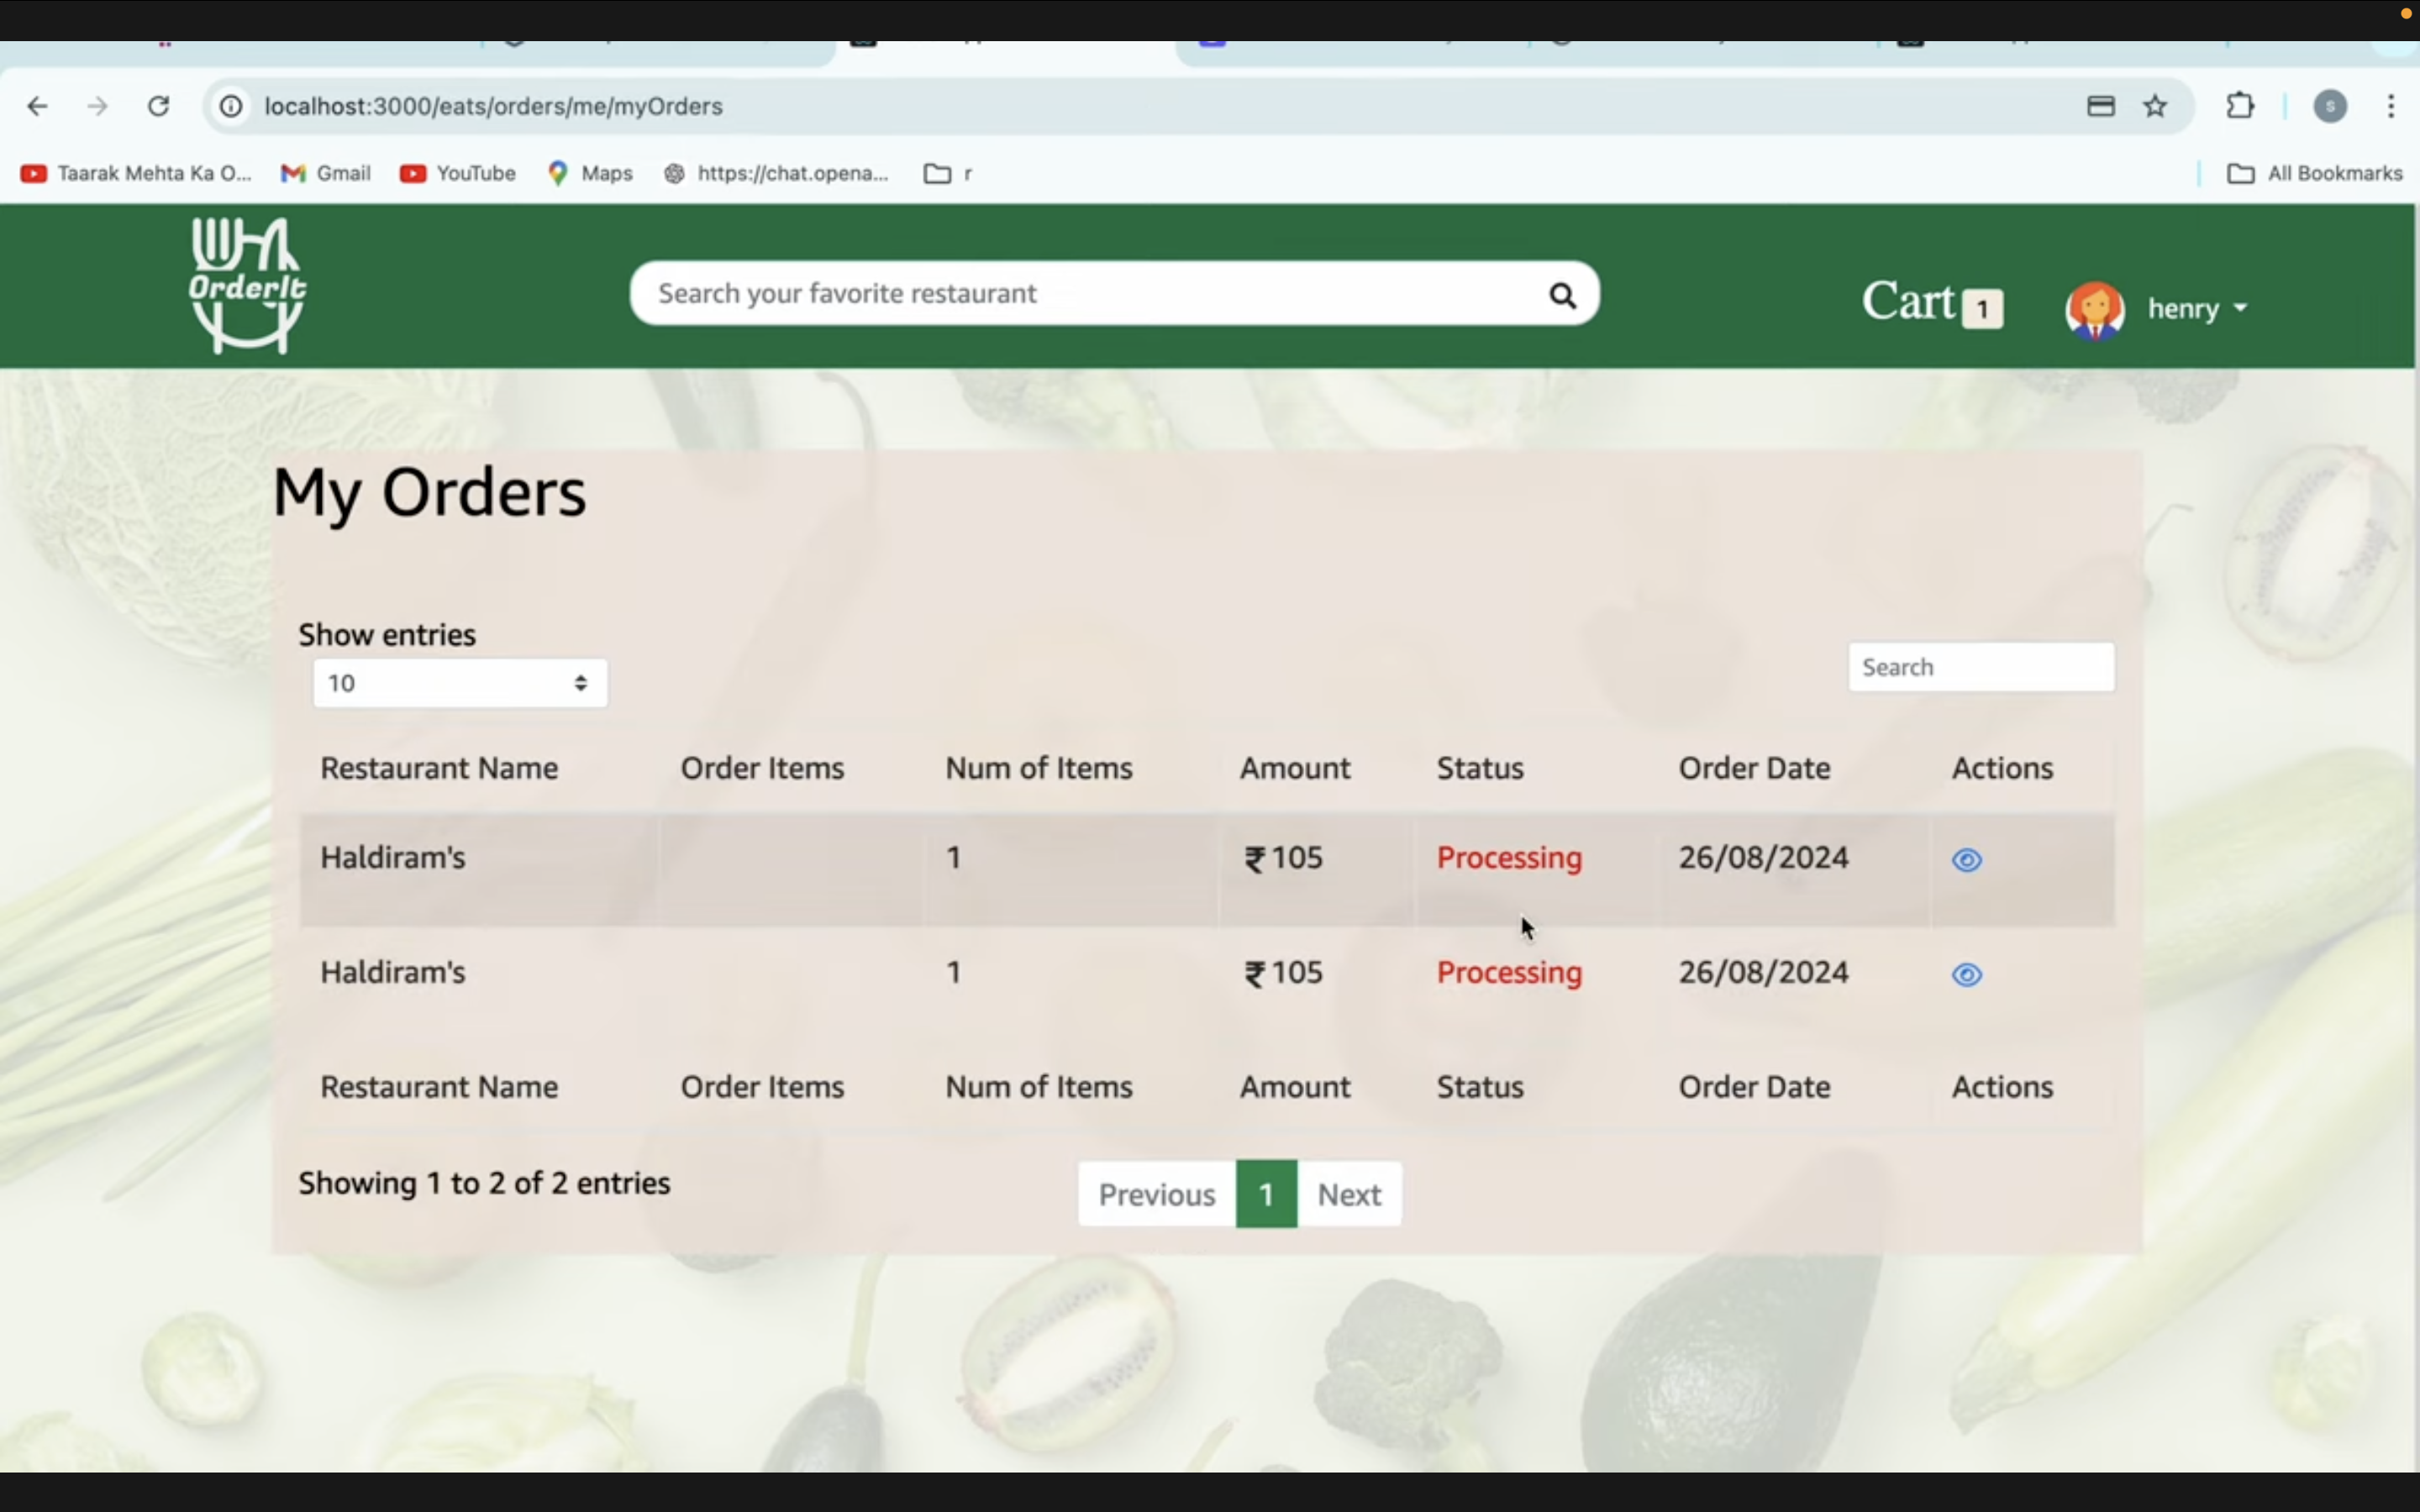 localhost:3000/eats/orders/me/myOrders
Taarak Mehta Ka O... Gmail YouTube Maps https://chat.opena... r All Bookmarks
OrderIt
Search your favorite restaurant
Cart 1 henry
My Orders
Show entries
10
Search
Restaurant Name Order Items Num of Items Amount Status Order Date Actions
Haldiram's 1 ₹105 Processing 26/08/2024
Haldiram's 1 ₹105 Processing 26/08/2024
Restaurant Name Order Items Num of Items Amount Status Order Date Actions
Showing 1 to 2 of 2 entries
Previous 1 Next